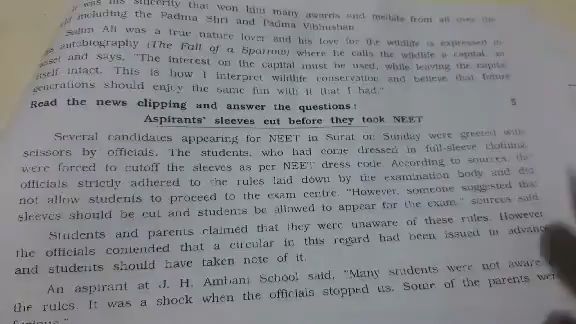 was his sincerity that won him many awards and medals from all over the
including the Padma Shri and Padma Vibhushan.
Salim Ali was a true nature lover and his love for the wildlife is expressed in
autobiography (The Fall of a Sparrow) where he calls the wildlife a capital, an
asset and says, "The interest on the capital must be used, while leaving the capital
itself intact. This is how I interpret wildlife conservation and believe that future
generations should enjoy the same fun with it that I had."
Read the news clipping and answer the questions : 5
Aspirants' sleeves cut before they took NEET
Several candidates appearing for NEET in Surat on Sunday were greeted with
scissors by officials. The students, who had come dressed in full-sleeve clothing,
were forced to cutoff the sleeves as per NEET dress code. According to sources, the
officials strictly adhered to the rules laid down by the examination body and did
not allow students to proceed to the exam centre. "However, someone suggested that
sleeves should be cut and students be allowed to appear for the exam," sources said.
Students and parents claimed that they were unaware of these rules. However
the officials contended that a circular in this regard had been issued in advance
and students should have taken note of it.
An aspirant at J. H. Ambani School said, "Many students were not aware
the rules. It was a shock when the officials stopped us. Some of the parents were